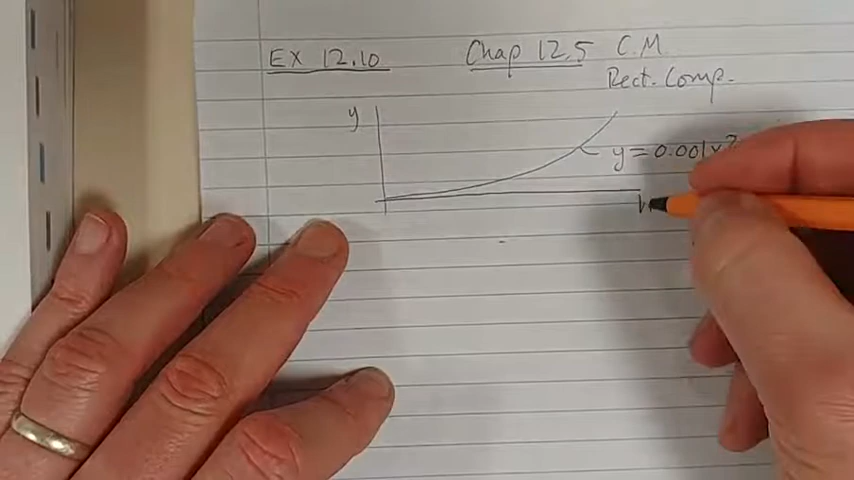 EX 12.10 Chap 12.5 C.M
Rect. Comp.
y
y = 0.001x²